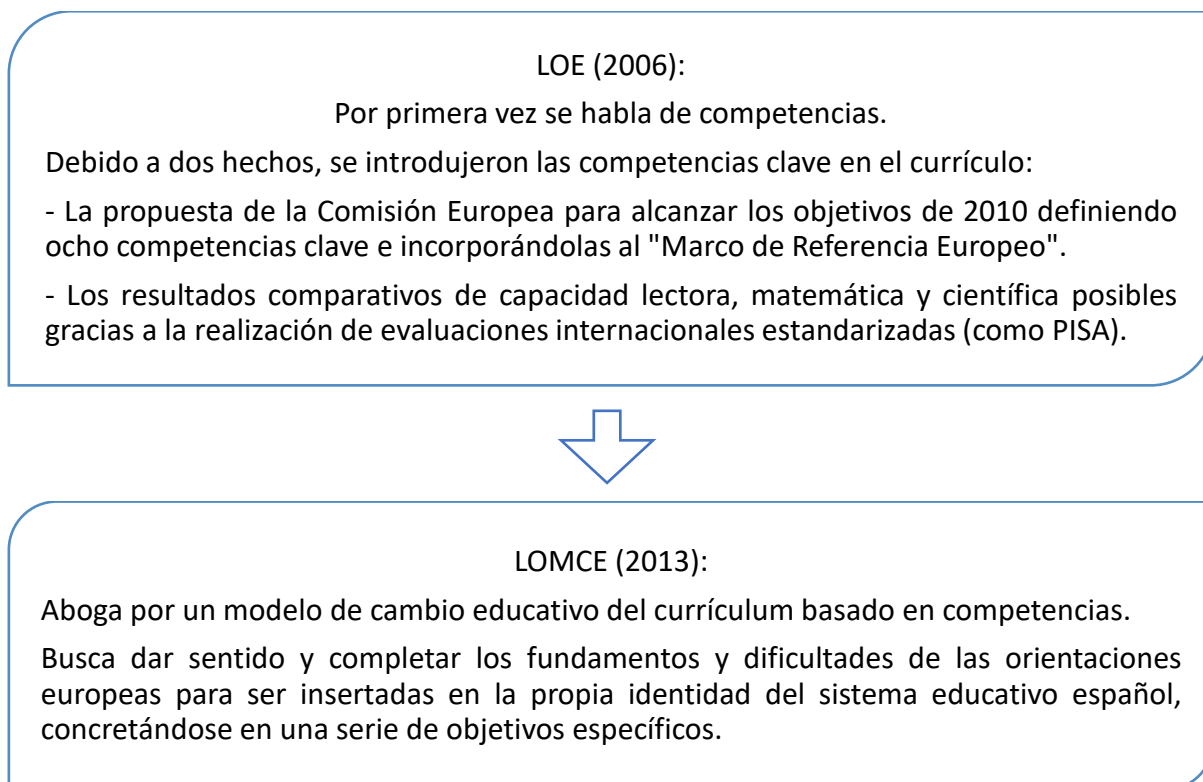 LOE (2006):
Por primera vez se habla de competencias.
Debido a dos hechos, se introdujeron las competencias clave en el currículo:
- La propuesta de la Comisión Europea para alcanzar los objetivos de 2010 definiendo
ocho competencias clave e incorporándolas al "Marco de Referencia Europeo".
- Los resultados comparativos de capacidad lectora, matemática y científica posibles
gracias a la realización de evaluaciones internacionales estandarizadas (como PISA).
LOMCE (2013):
Aboga por un modelo de cambio educativo del currículum basado en competencias.
Busca dar sentido y completar los fundamentos y dificultades de las orientaciones
europeas para ser insertadas en la propia identidad del sistema educativo español,
concretándose en una serie de objetivos específicos.